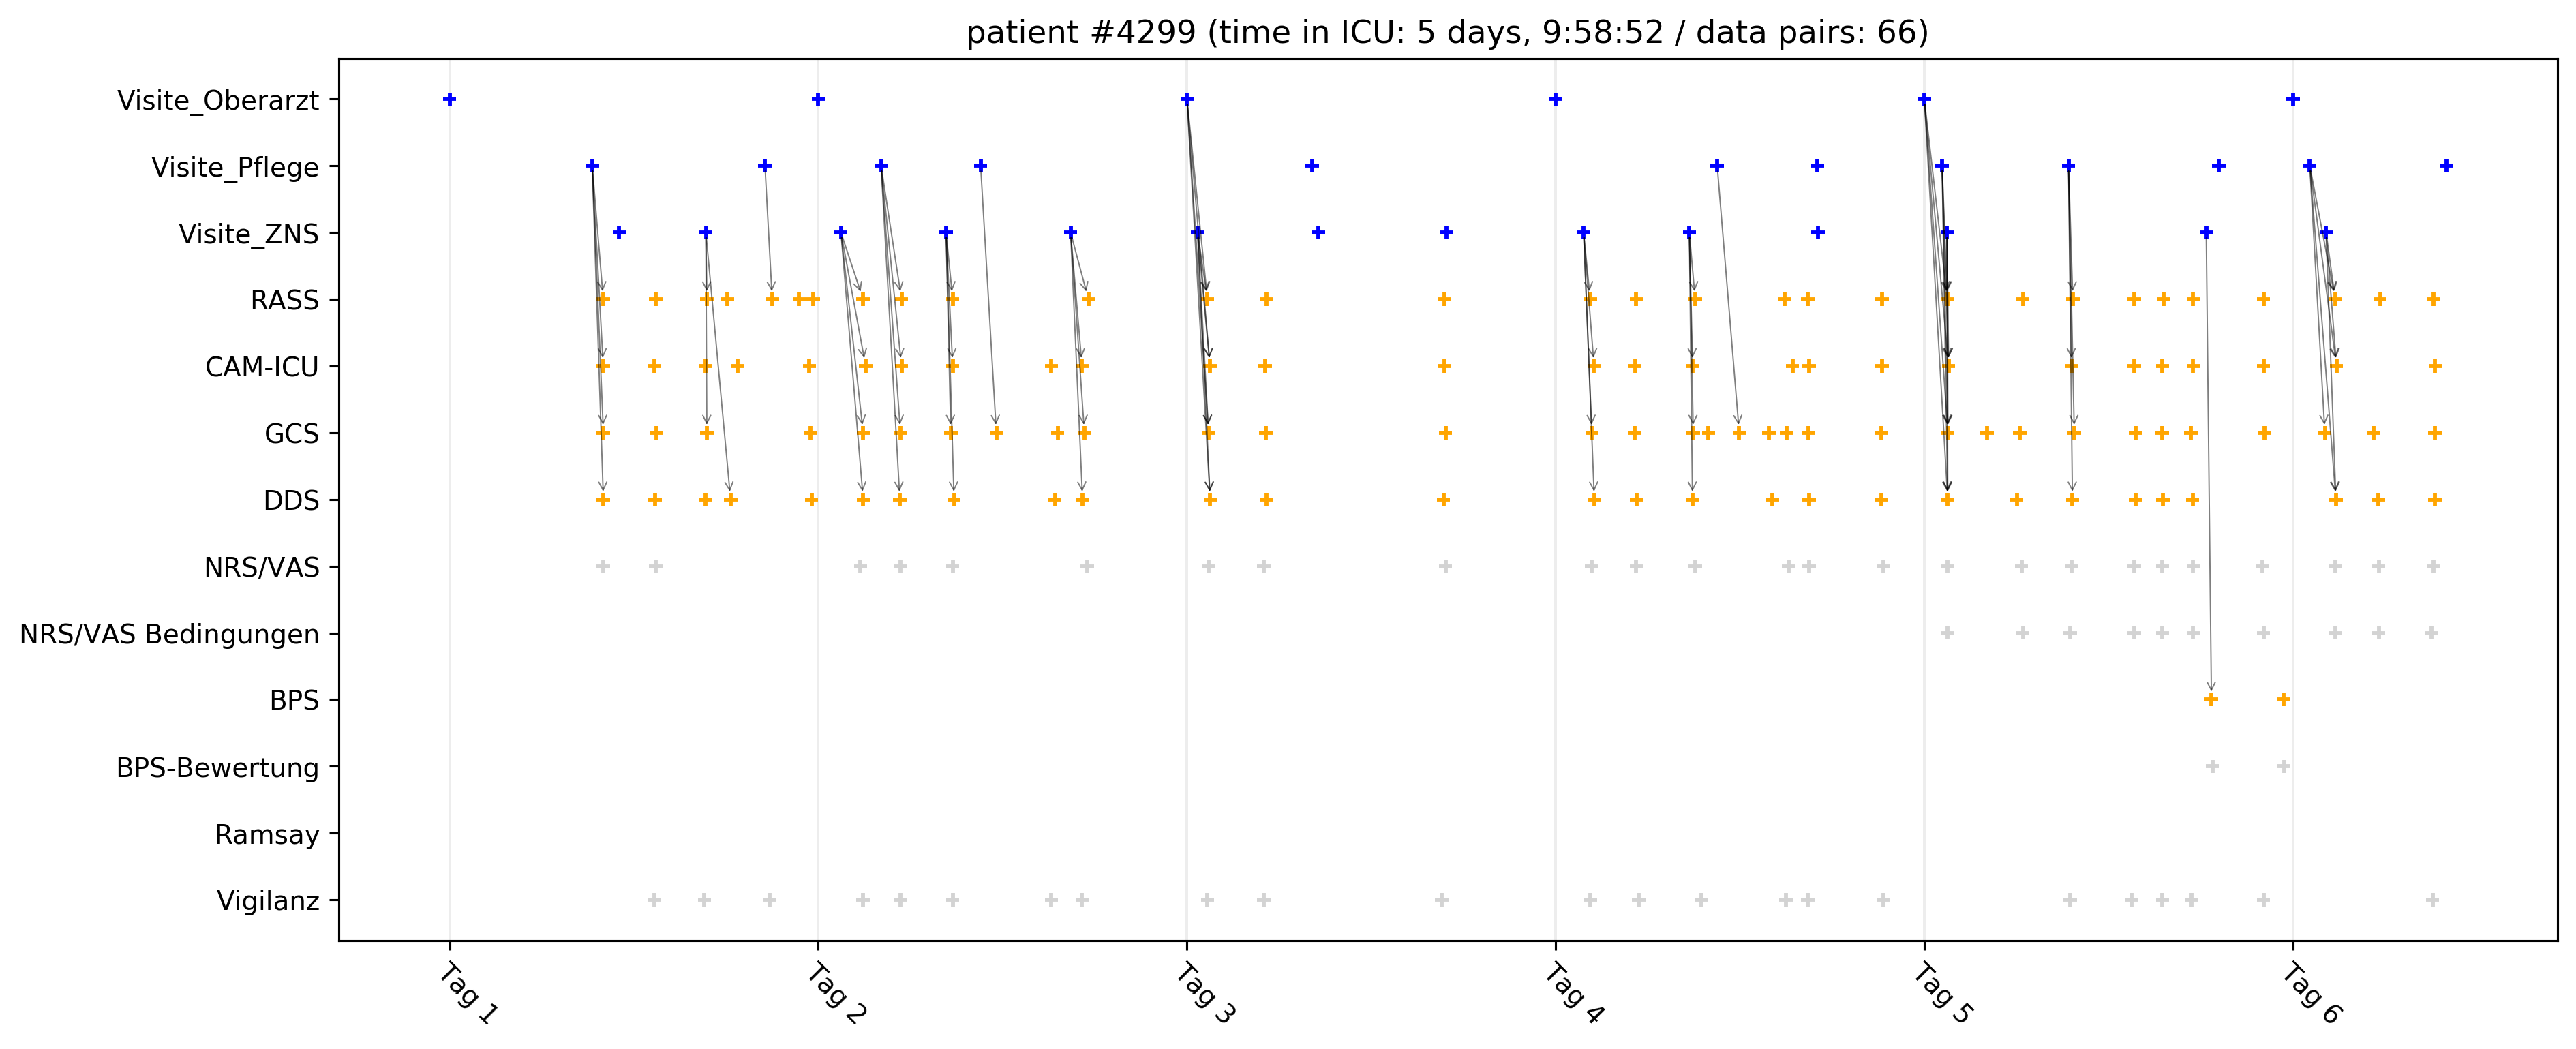 patient #4299 (time in ICU: 5 days, 9:58:52 / data pairs: 66)
Visite_Oberarzt
Visite_Pflege
Visite_ZNS
RASS
CAM-ICU
GCS
DDS
NRS/VAS
NRS/VAS Bedingungen
BPS
BPS-Bewertung
Ramsay
Vigilanz
Tag 1
Tag 2
Tag 3
Tag 4
Tag 5
Tag 6